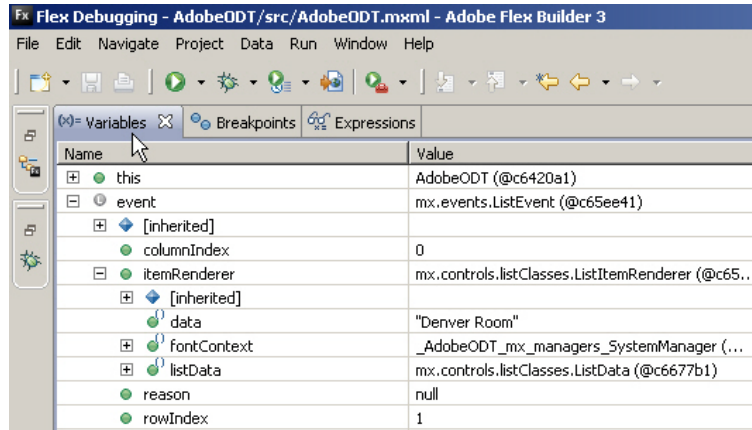 Fx Flex Debugging - AdobeODT/src/AdobeODT.mxml - Adobe Flex Builder 3
File Edit Navigate Project Data Run Window Help
(x)= Variables Breakpoints Expressions
Name Value
this AdobeODT (@c6420a1)
event mx.events.ListEvent (@c65ee41)
[inherited]
columnIndex 0
itemRenderer mx.controls.listClasses.ListItemRenderer (@c65...
[inherited]
data "Denver Room"
fontContext _AdobeODT_mx_managers_SystemManager (...
listData mx.controls.listClasses.ListData (@c6677b1)
reason null
rowIndex 1